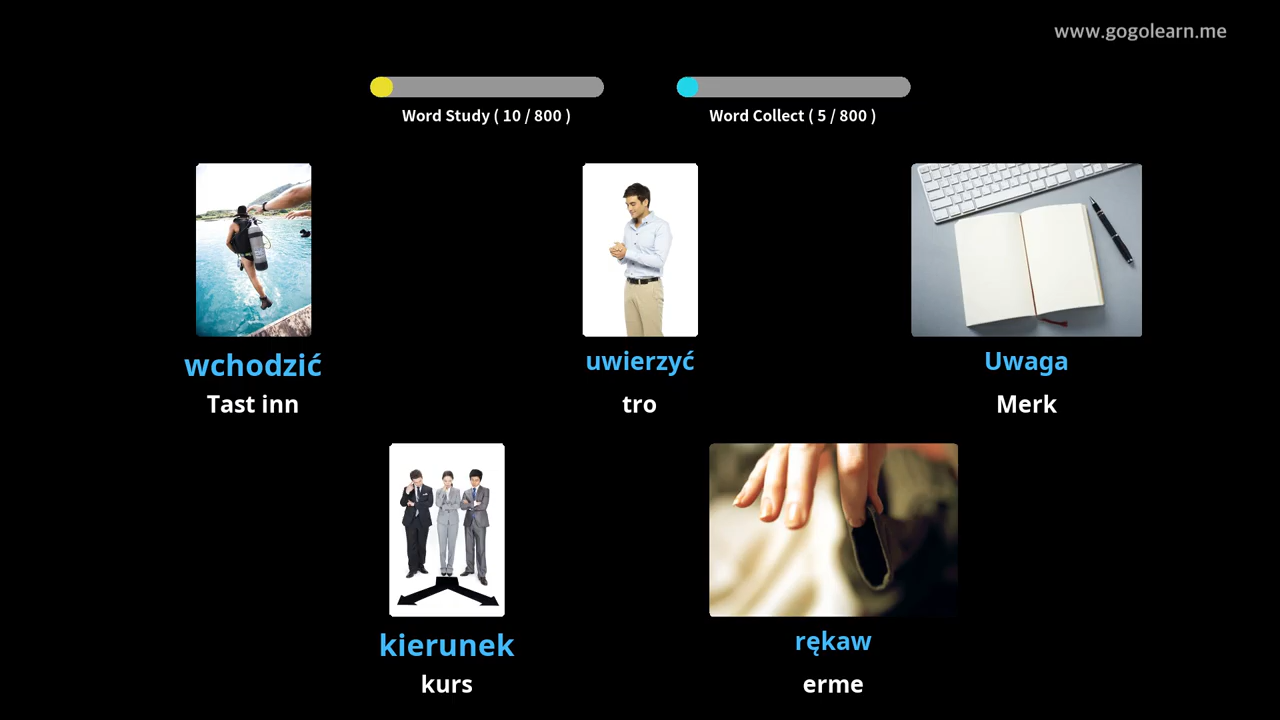 www.gogolearn.me
Word Study ( 10 / 800 )
Word Collect ( 5 / 800 )
wchodzić
Tast inn
uwierzyć
tro
Uwaga
Merk
kierunek
kurs
rękaw
erme